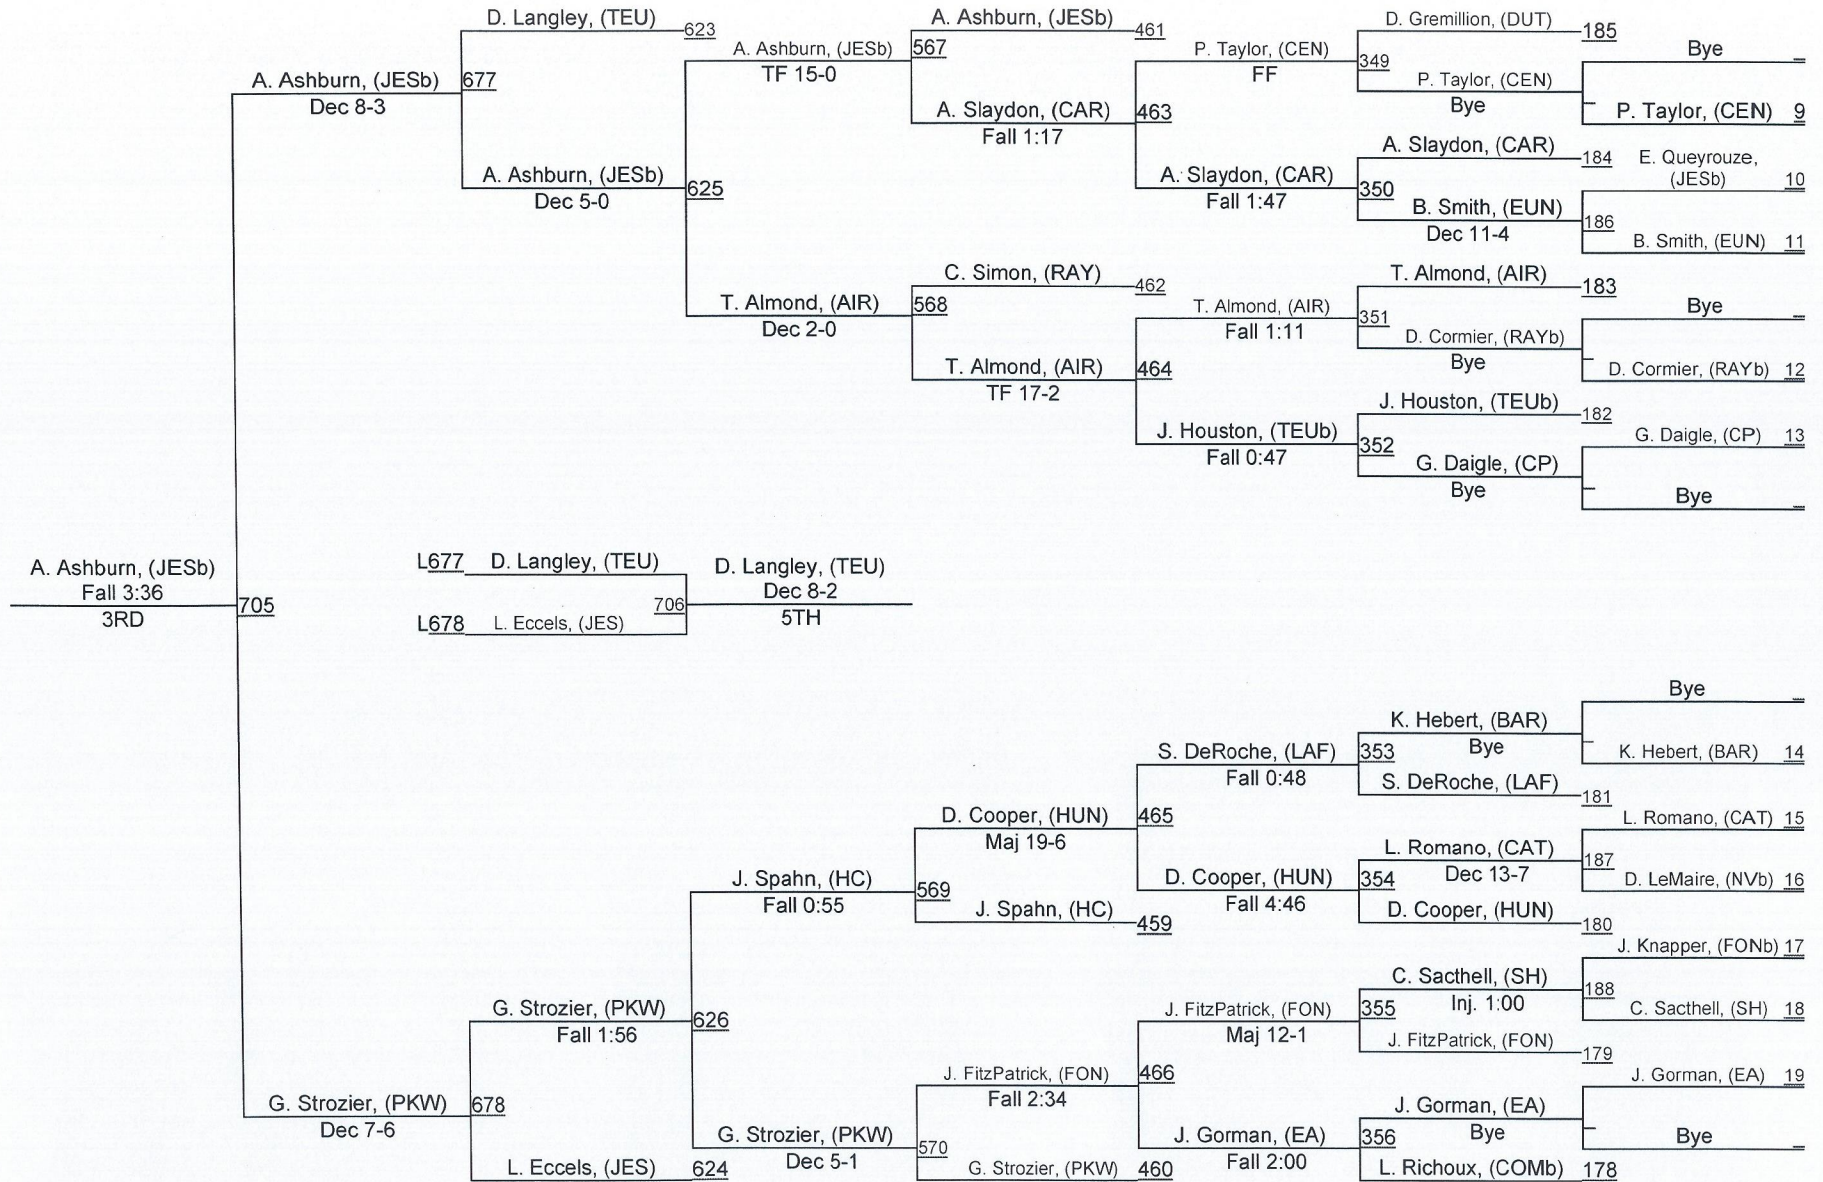 D. Langley, (TEU)
623
A. Ashburn, (JESb)
461
D. Gremillion, (DUT)
185
A. Ashburn, (JESb)
TF 15-0
567
P. Taylor, (CEN)
FF
349
Bye
A. Ashburn, (JESb)
Dec 8-3
677
P. Taylor, (CEN)
Bye
P. Taylor, (CEN) 9
A. Slaydon, (CAR)
Fall 1:17
463
A. Slaydon, (CAR)
184
E. Queyrouze,
(JESb) 10
A. Ashburn, (JESb)
Dec 5-0
625
A. Slaydon, (CAR)
Fall 1:47
350
B. Smith, (EUN)
Dec 11-4
186
B. Smith, (EUN) 11
C. Simon, (RAY)
462
T. Almond, (AIR)
183
T. Almond, (AIR)
Dec 2-0
568
T. Almond, (AIR)
Fall 1:11
351
Bye
D. Cormier, (RAYb)
Bye
T. Almond, (AIR)
TF 17-2
464
D. Cormier, (RAYb) 12
J. Houston, (TEUb)
182
J. Houston, (TEUb)
Fall 0:47
352
G. Daigle, (CP) 13
G. Daigle, (CP)
Bye
Bye
A. Ashburn, (JESb)
Fall 3:36
3RD
705
L677 D. Langley, (TEU)
D. Langley, (TEU)
Dec 8-2
5TH
706
L678 L. Eccels, (JES)
Bye
K. Hebert, (BAR)
Bye
S. DeRoche, (LAF)
Fall 0:48
353
K. Hebert, (BAR) 14
S. DeRoche, (LAF)
181
D. Cooper, (HUN)
Maj 19-6
465
L. Romano, (CAT) 15
L. Romano, (CAT)
Dec 13-7
187
J. Spahn, (HC)
Fall 0:55
569
D. Cooper, (HUN)
Fall 4:46
354
D. LeMaire, (NVb) 16
J. Spahn, (HC)
459
D. Cooper, (HUN)
180
J. Knapper, (FONb) 17
C. Sacthell, (SH)
Inj. 1:00
188
G. Strozier, (PKW)
Fall 1:56
626
J. FitzPatrick, (FON)
Maj 12-1
355
C. Sacthell, (SH) 18
J. FitzPatrick, (FON)
179
J. FitzPatrick, (FON)
Fall 2:34
466
J. Gorman, (EA) 19
G. Strozier, (PKW)
Dec 7-6
678
J. Gorman, (EA)
Bye
G. Strozier, (PKW)
Dec 5-1
570
J. Gorman, (EA)
Fall 2:00
356
Bye
L. Eccels, (JES)
624
G. Strozier, (PKW)
460
L. Richoux, (COMb)
178